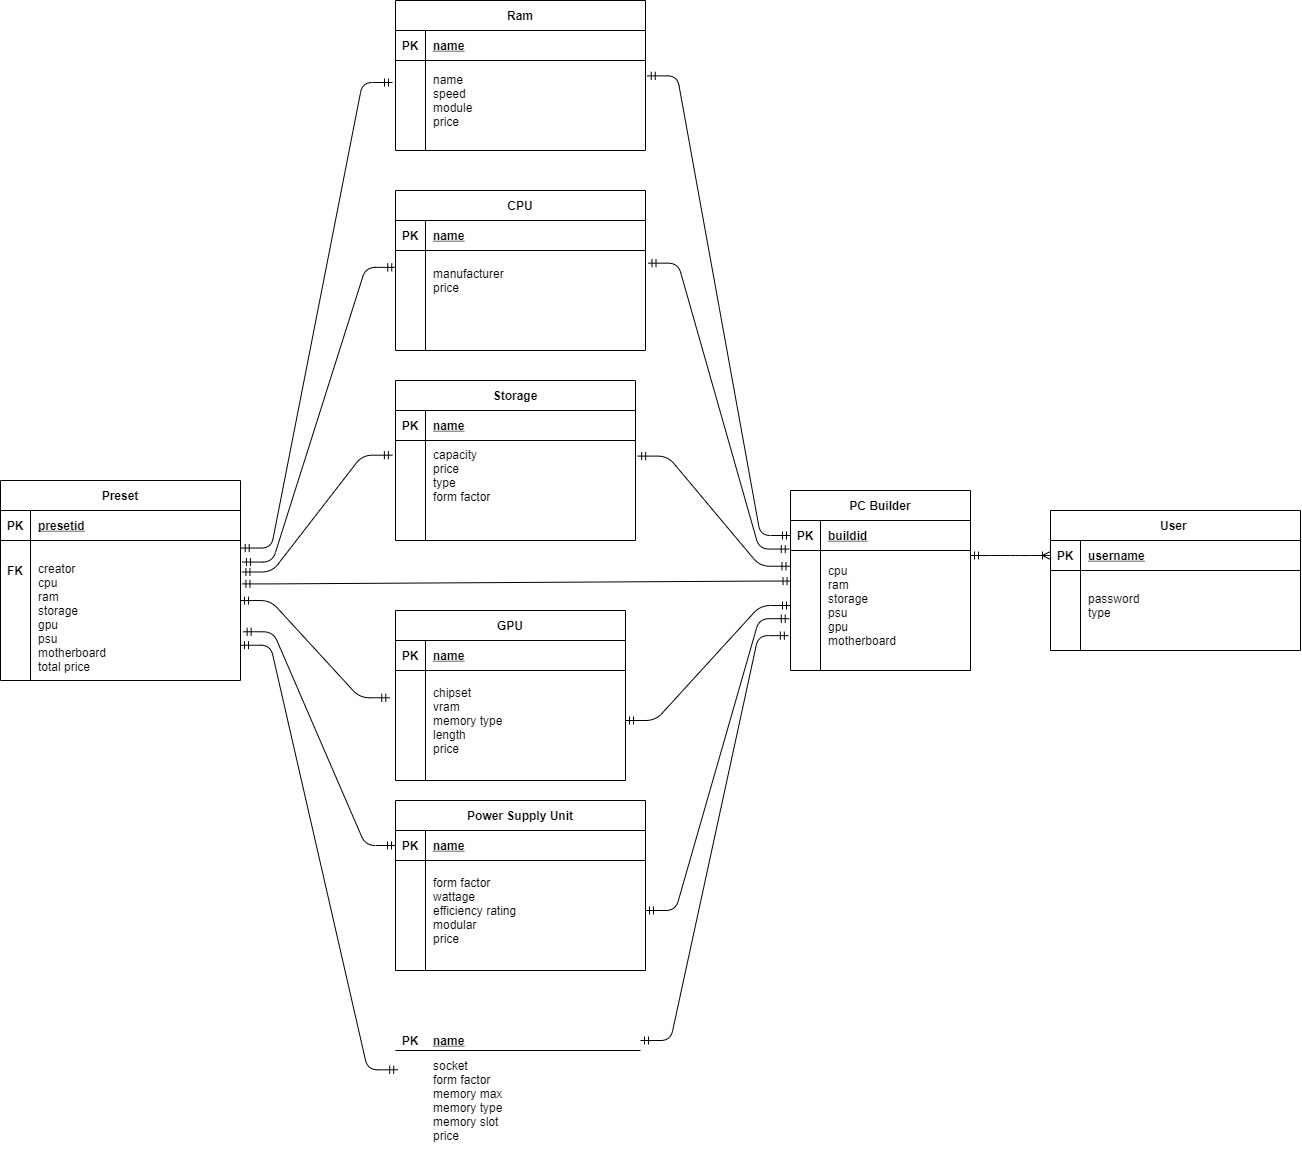 Ram
PK name
name
speed
module
price
CPU
PK name
manufacturer
price
Storage
PK name
capacity
price
type
form factor
Preset
PK presetid
FK creator
cpu
ram
storage
gpu
psu
motherboard
total price
PC Builder
PK buildid
cpu
ram
storage
psu
gpu
motherboard
User
PK username
password
type
GPU
PK name
chipset
vram
memory type
length
price
Power Supply Unit
PK name
form factor
wattage
efficiency rating
modular
price
PK name
socket
form factor
memory max
memory type
memory slot
price